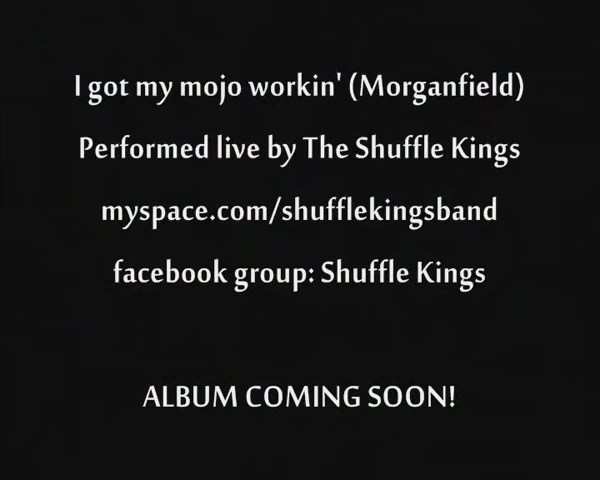 I got my mojo workin' (Morganfield)
Performed live by The Shuffle Kings
myspace.com/shufflekingsband
facebook group: Shuffle Kings
ALBUM COMING SOON!